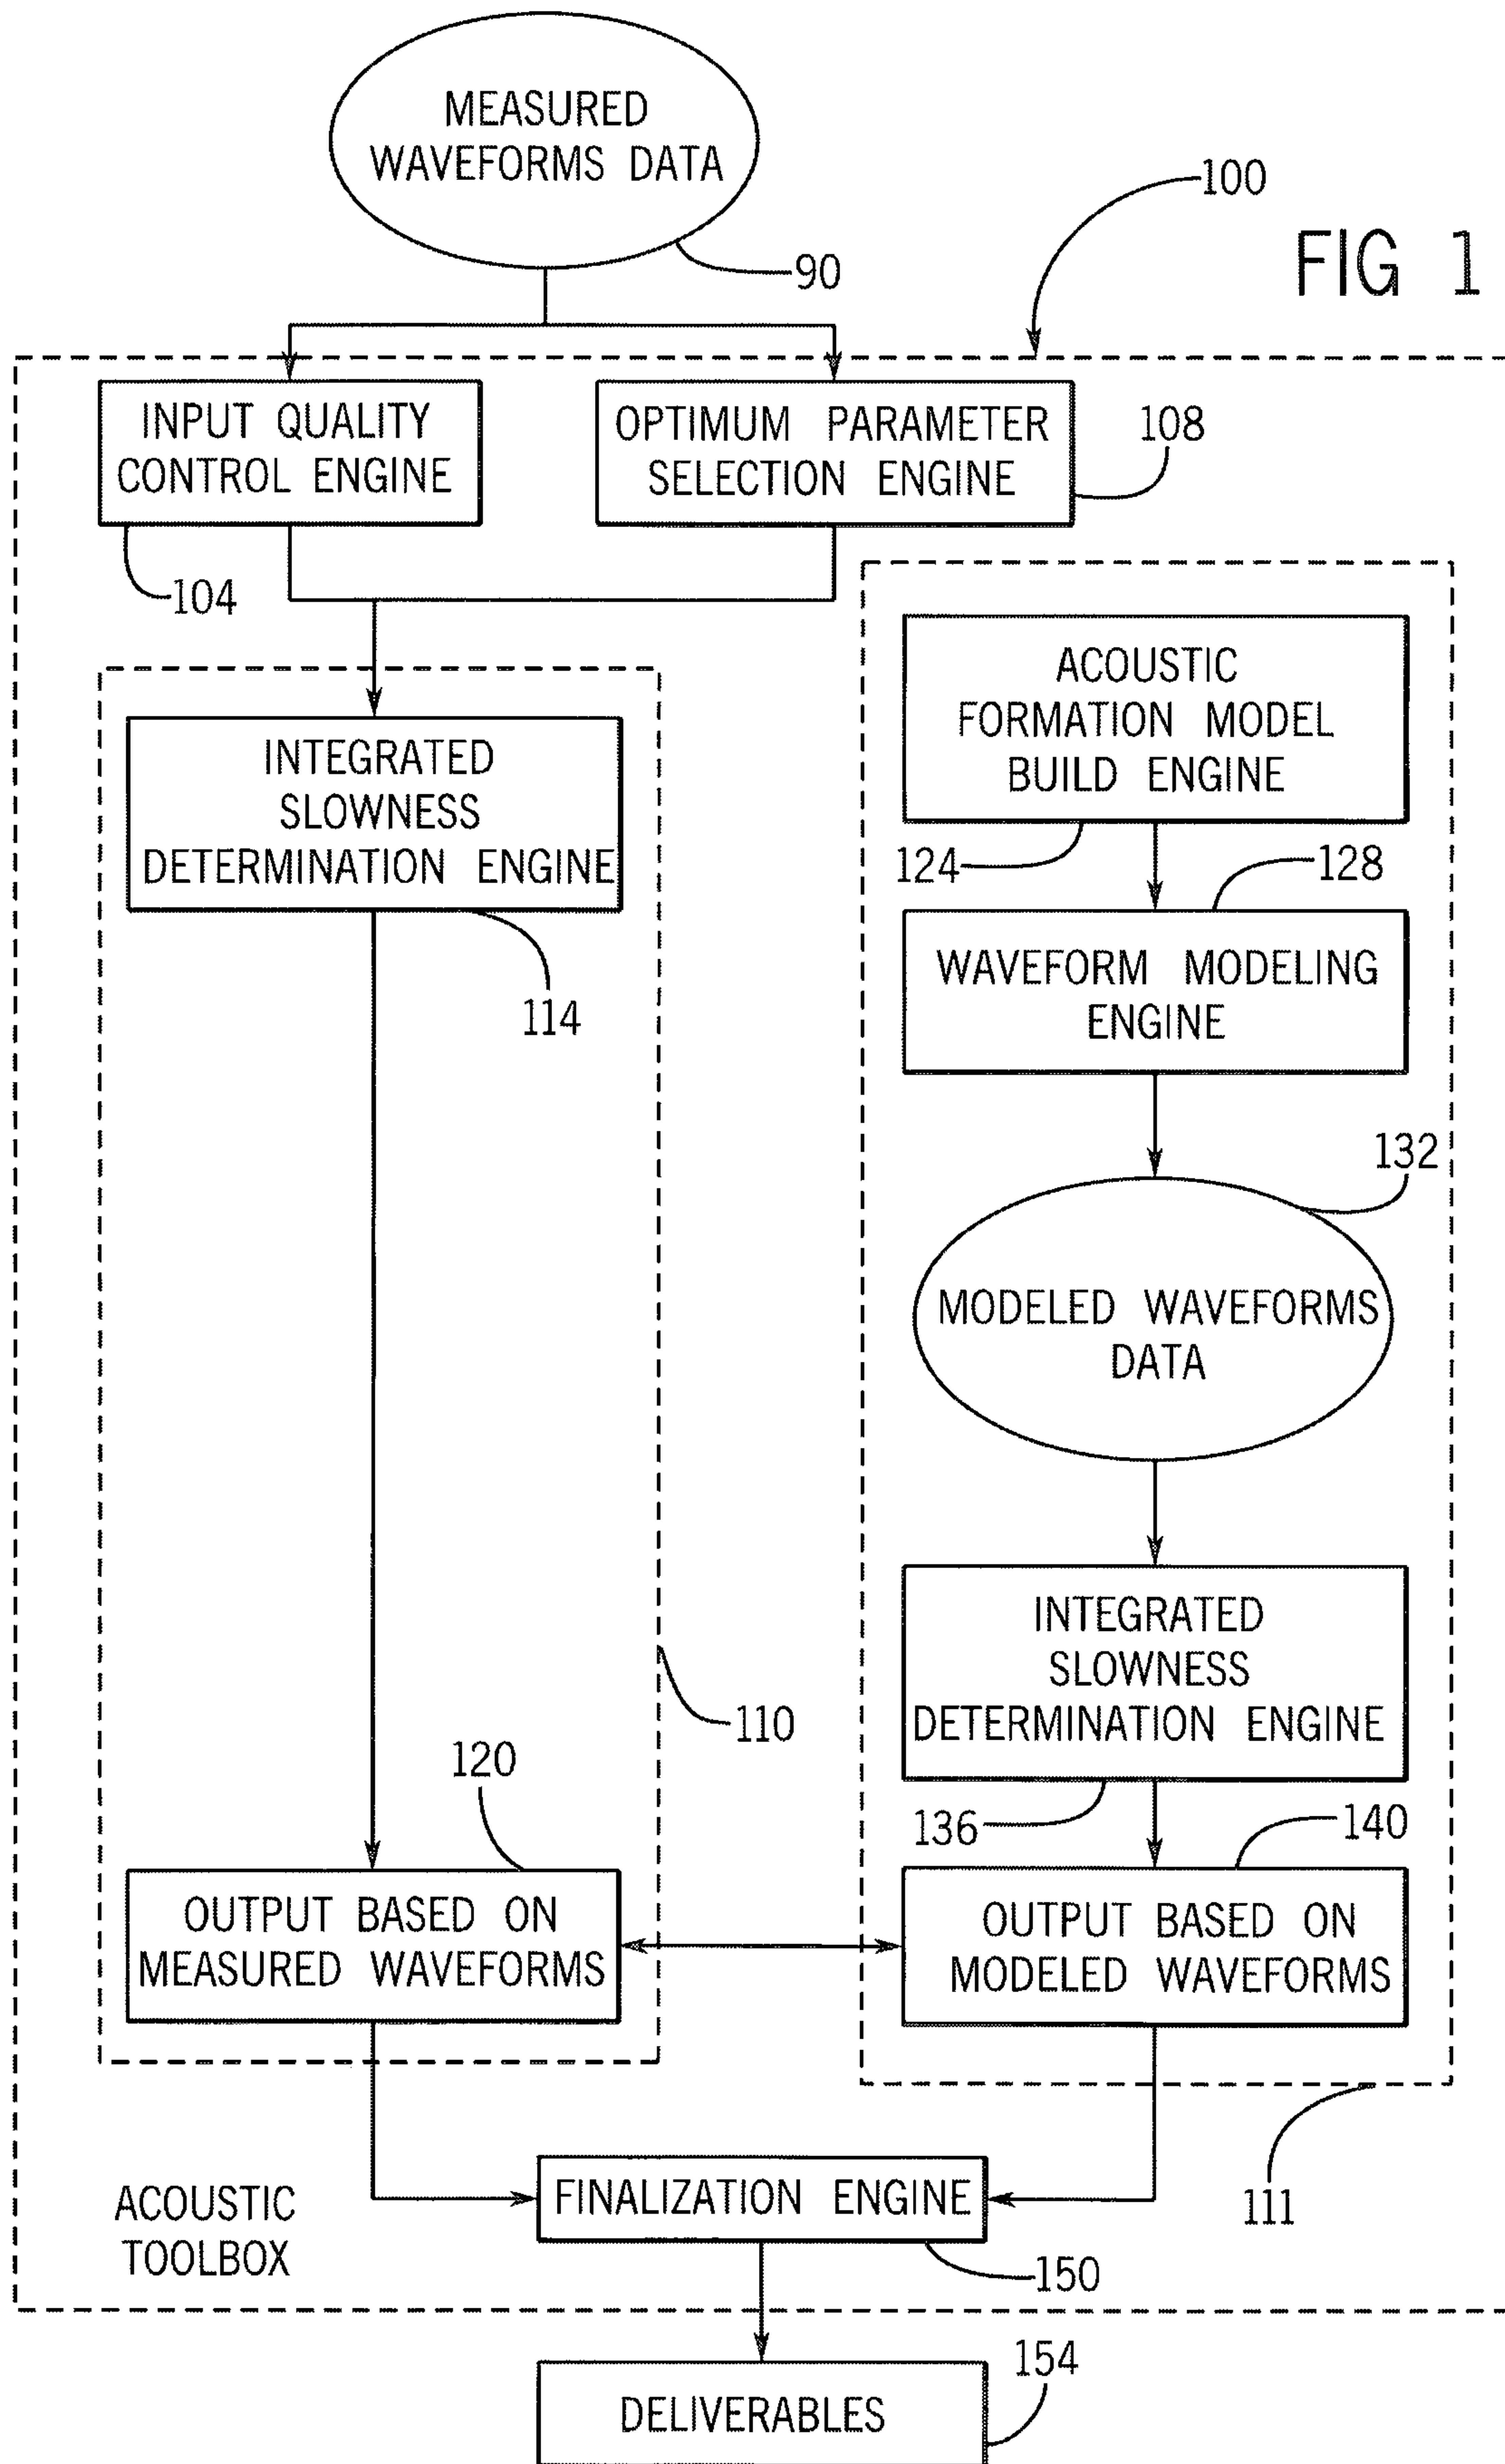 MEASURED
WAVEFORMS DATA
100
90
FIG 1
INPUT QUALITY
CONTROL ENGINE
OPTIMUM PARAMETER
SELECTION ENGINE
108
104
ACOUSTIC
FORMATION MODEL
BUILD ENGINE
INTEGRATED
SLOWNESS
DETERMINATION ENGINE
124
128
114
WAVEFORM MODELING
ENGINE
132
MODELED WAVEFORMS
DATA
INTEGRATED
SLOWNESS
DETERMINATION ENGINE
110
120
136
140
OUTPUT BASED ON
MEASURED WAVEFORMS
OUTPUT BASED ON
MODELED WAVEFORMS
ACOUSTIC
TOOLBOX
FINALIZATION ENGINE
111
150
154
DELIVERABLES